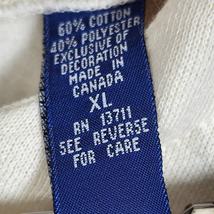 60% COTTON
40% POLYESTER
EXCLUSIVE OF
DECORATION
MADE IN
CANADA
XL
RN 13711
SEE REVERSE
FOR CARE